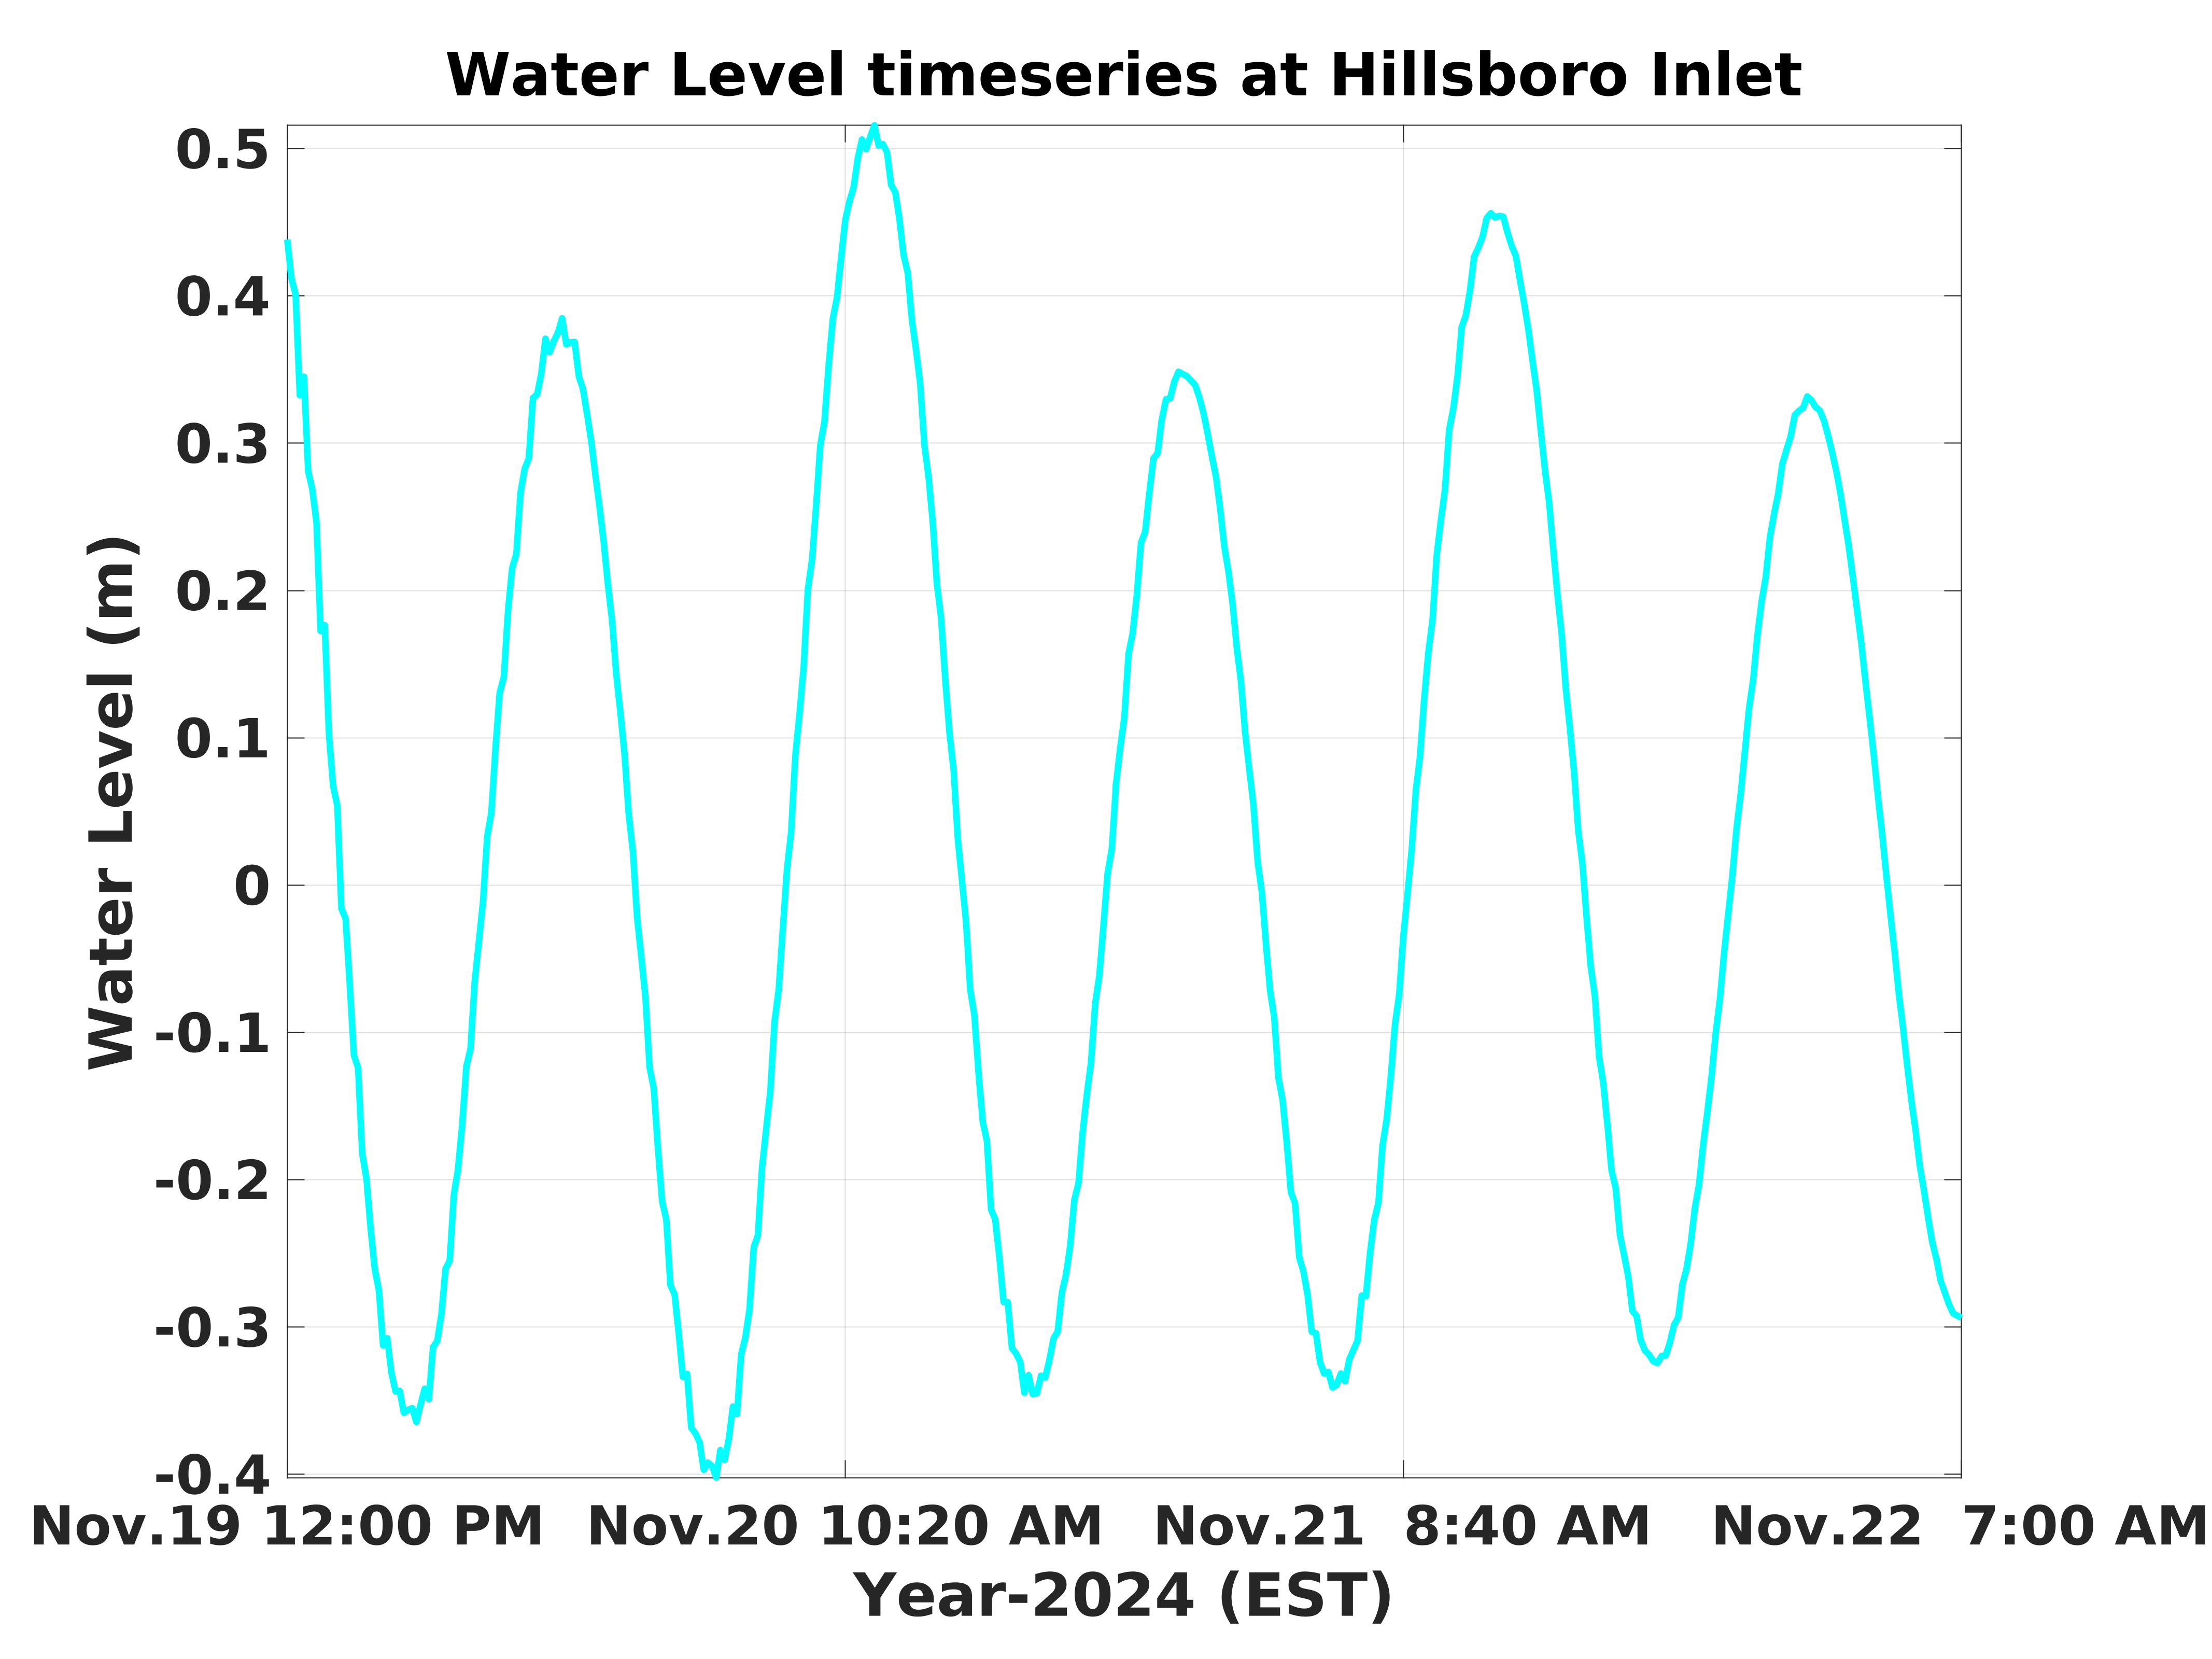 Water Level timeseries at Hillsboro Inlet
Water Level (m)
0.5
0.4
0.3
0.2
0.1
0
-0.1
-0.2
-0.3
-0.4
Nov.19 12:00 PM Nov.20 10:20 AM Nov.21 8:40 AM Nov.22 7:00 AM
Year-2024 (EST)